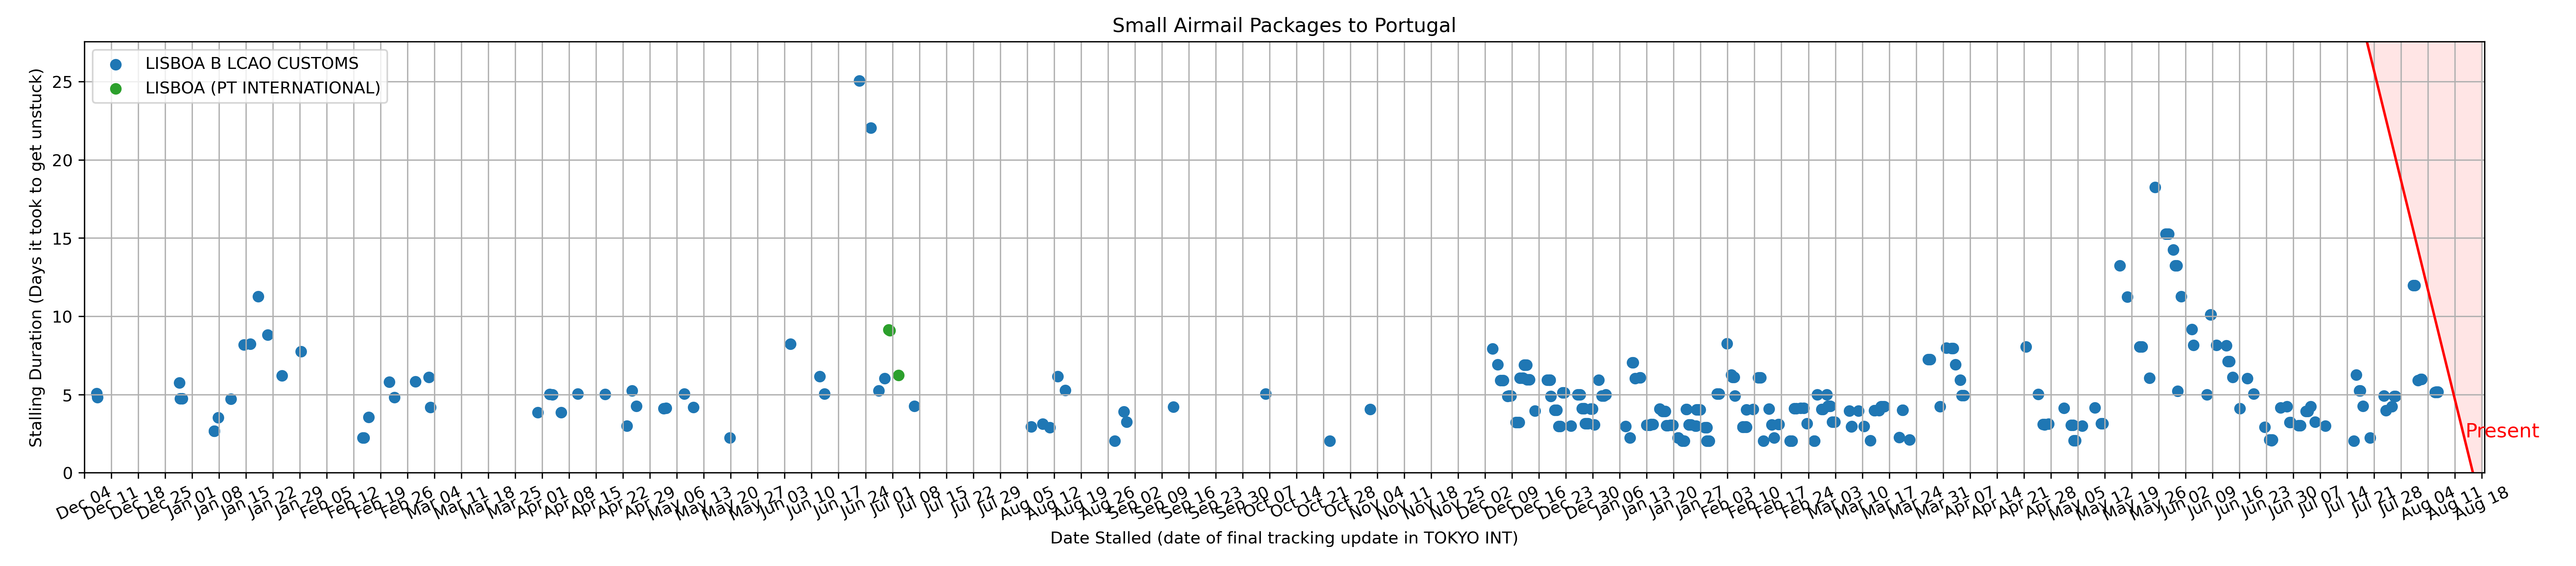 Small Airmail Packages to Portugal
LISBOA B LCAO CUSTOMS
LISBOA (PT INTERNATIONAL)
Stalling Duration (Days it took to get unstuck)
25
20
15
10
5
0
Present
Dec 04 Dec 11 Dec 18 Dec 25 Jan 01 Jan 08 Jan 15 Jan 22 Jan 29 Feb 05 Feb 12 Feb 19 Feb 26 Mar 04 Mar 11 Mar 18 Mar 25 Apr 01 Apr 08 Apr 15 Apr 22 Apr 29 May 06 May 13 May 20 May 27 Jun 03 Jun 10 Jun 17 Jun 24 Jul 01 Jul 08 Jul 15 Jul 22 Jul 29 Aug 05 Aug 12 Aug 19 Aug 26 Sep 02 Sep 09 Sep 16 Sep 23 Sep 30 Oct 07 Oct 14 Oct 21 Oct 28 Nov 04 Nov 11 Nov 18 Nov 25 Dec 02 Dec 09 Dec 16 Dec 23 Dec 30 Jan 06 Jan 13 Jan 20 Jan 27 Feb 03 Feb 10 Feb 17 Feb 24 Mar 03 Mar 10 Mar 17 Mar 24 Mar 31 Apr 07 Apr 14 Apr 21 Apr 28 May 05 May 12 May 19 May 26 Jun 02 Jun 09 Jun 16 Jun 23 Jun 30 Jul 07 Jul 14 Jul 21 Jul 28 Aug 04 Aug 11 Aug 18
Date Stalled (date of final tracking update in TOKYO INT)